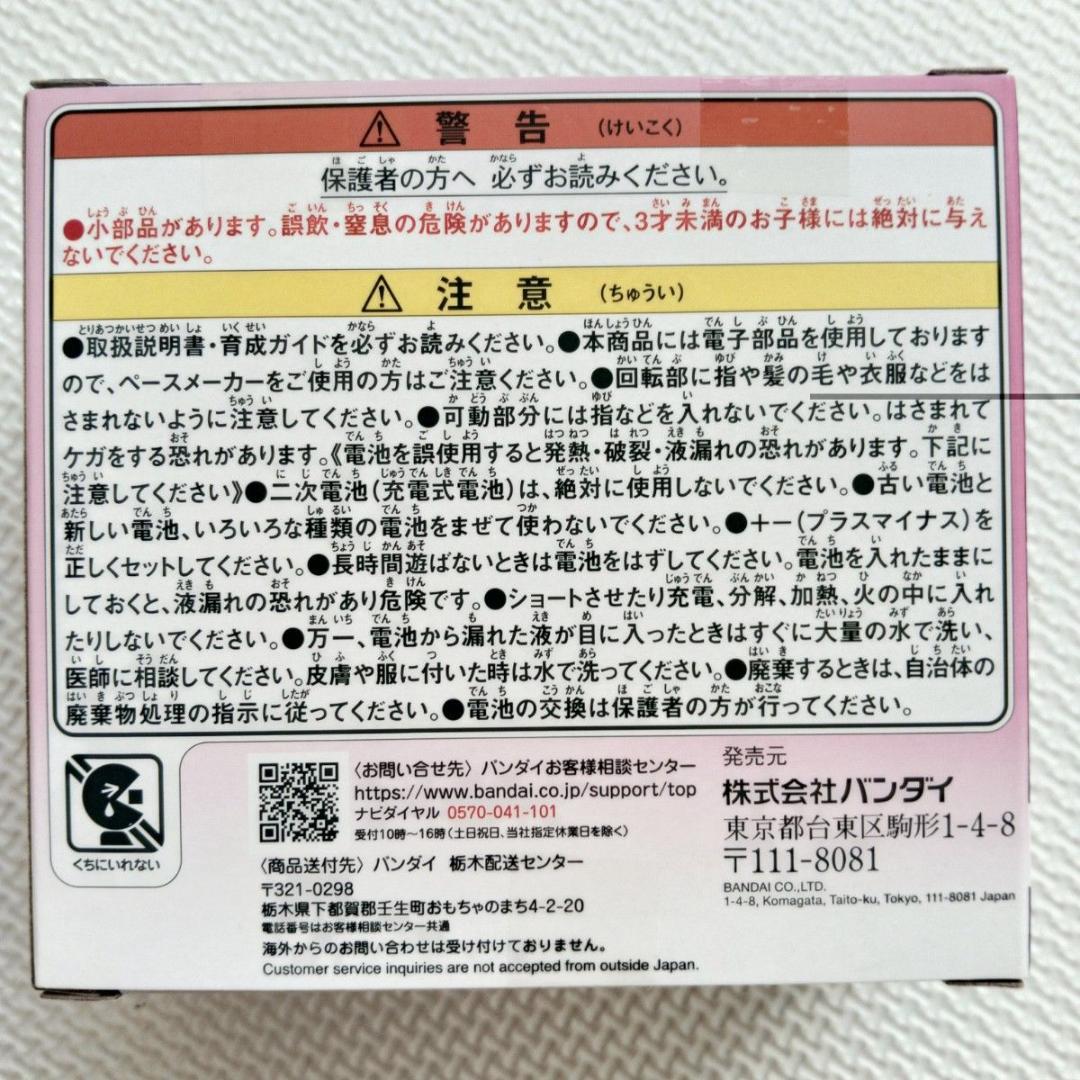 警告 (けいこく)
保護者の方へ 必ずお読みください。
●小部品があります。誤飲・窒息の危険がありますので、3才未満のお子様には絶対に与え
ないでください。
注意 (ちゅうい)
●取扱説明書・育成ガイドを必ずお読みください。●本商品には電子部品を使用しております
ので、ペースメーカーをご使用の方はご注意ください。●回転部に指や髪の毛や衣服などをは
さまれないように注意してください。●可動部分には指などを入れないでください。はさまれて
ケガをする恐れがあります。《電池を誤使用すると発熱・破裂・液漏れの恐れがあります。下記に
注意してください》●二次電池(充電式電池)は、絶対に使用しないでください。●古い電池と
新しい電池、いろいろな種類の電池をまぜて使わないでください。●+−(プラスマイナス)を
正しくセットしてください。●長時間遊ばないときは電池をはずしてください。電池を入れたままに
しておくと、液漏れの恐れがあり危険です。●ショートさせたり充電、分解、加熱、火の中に入れ
たりしないでください。●万一、電池から漏れた液が目に入ったときはすぐに大量の水で洗い、
医師に相談してください。皮膚や服に付いた時は水で洗ってください。●廃棄するときは、自治体の
廃棄物処理の指示に従ってください。●電池の交換は保護者の方が行ってください。
くちにいれない
〈お問い合せ先〉バンダイお客様相談センター
https://www.bandai.co.jp/support/top
ナビダイヤル 0570-041-101
受付10時〜16時(土日祝日、当社指定休業日を除く)
〈商品送付先〉バンダイ 栃木配送センター
〒321-0298
栃木県下都賀郡壬生町おもちゃのまち4-2-20
電話番号はお客様相談センター共通
海外からのお問い合わせは受け付けておりません。
Customer service inquiries are not accepted from outside Japan.
発売元
株式会社バンダイ
東京都台東区駒形1-4-8
〒111-8081
BANDAI CO.,LTD.
1-4-8, Komagata, Taito-ku, Tokyo, 111-8081 Japan